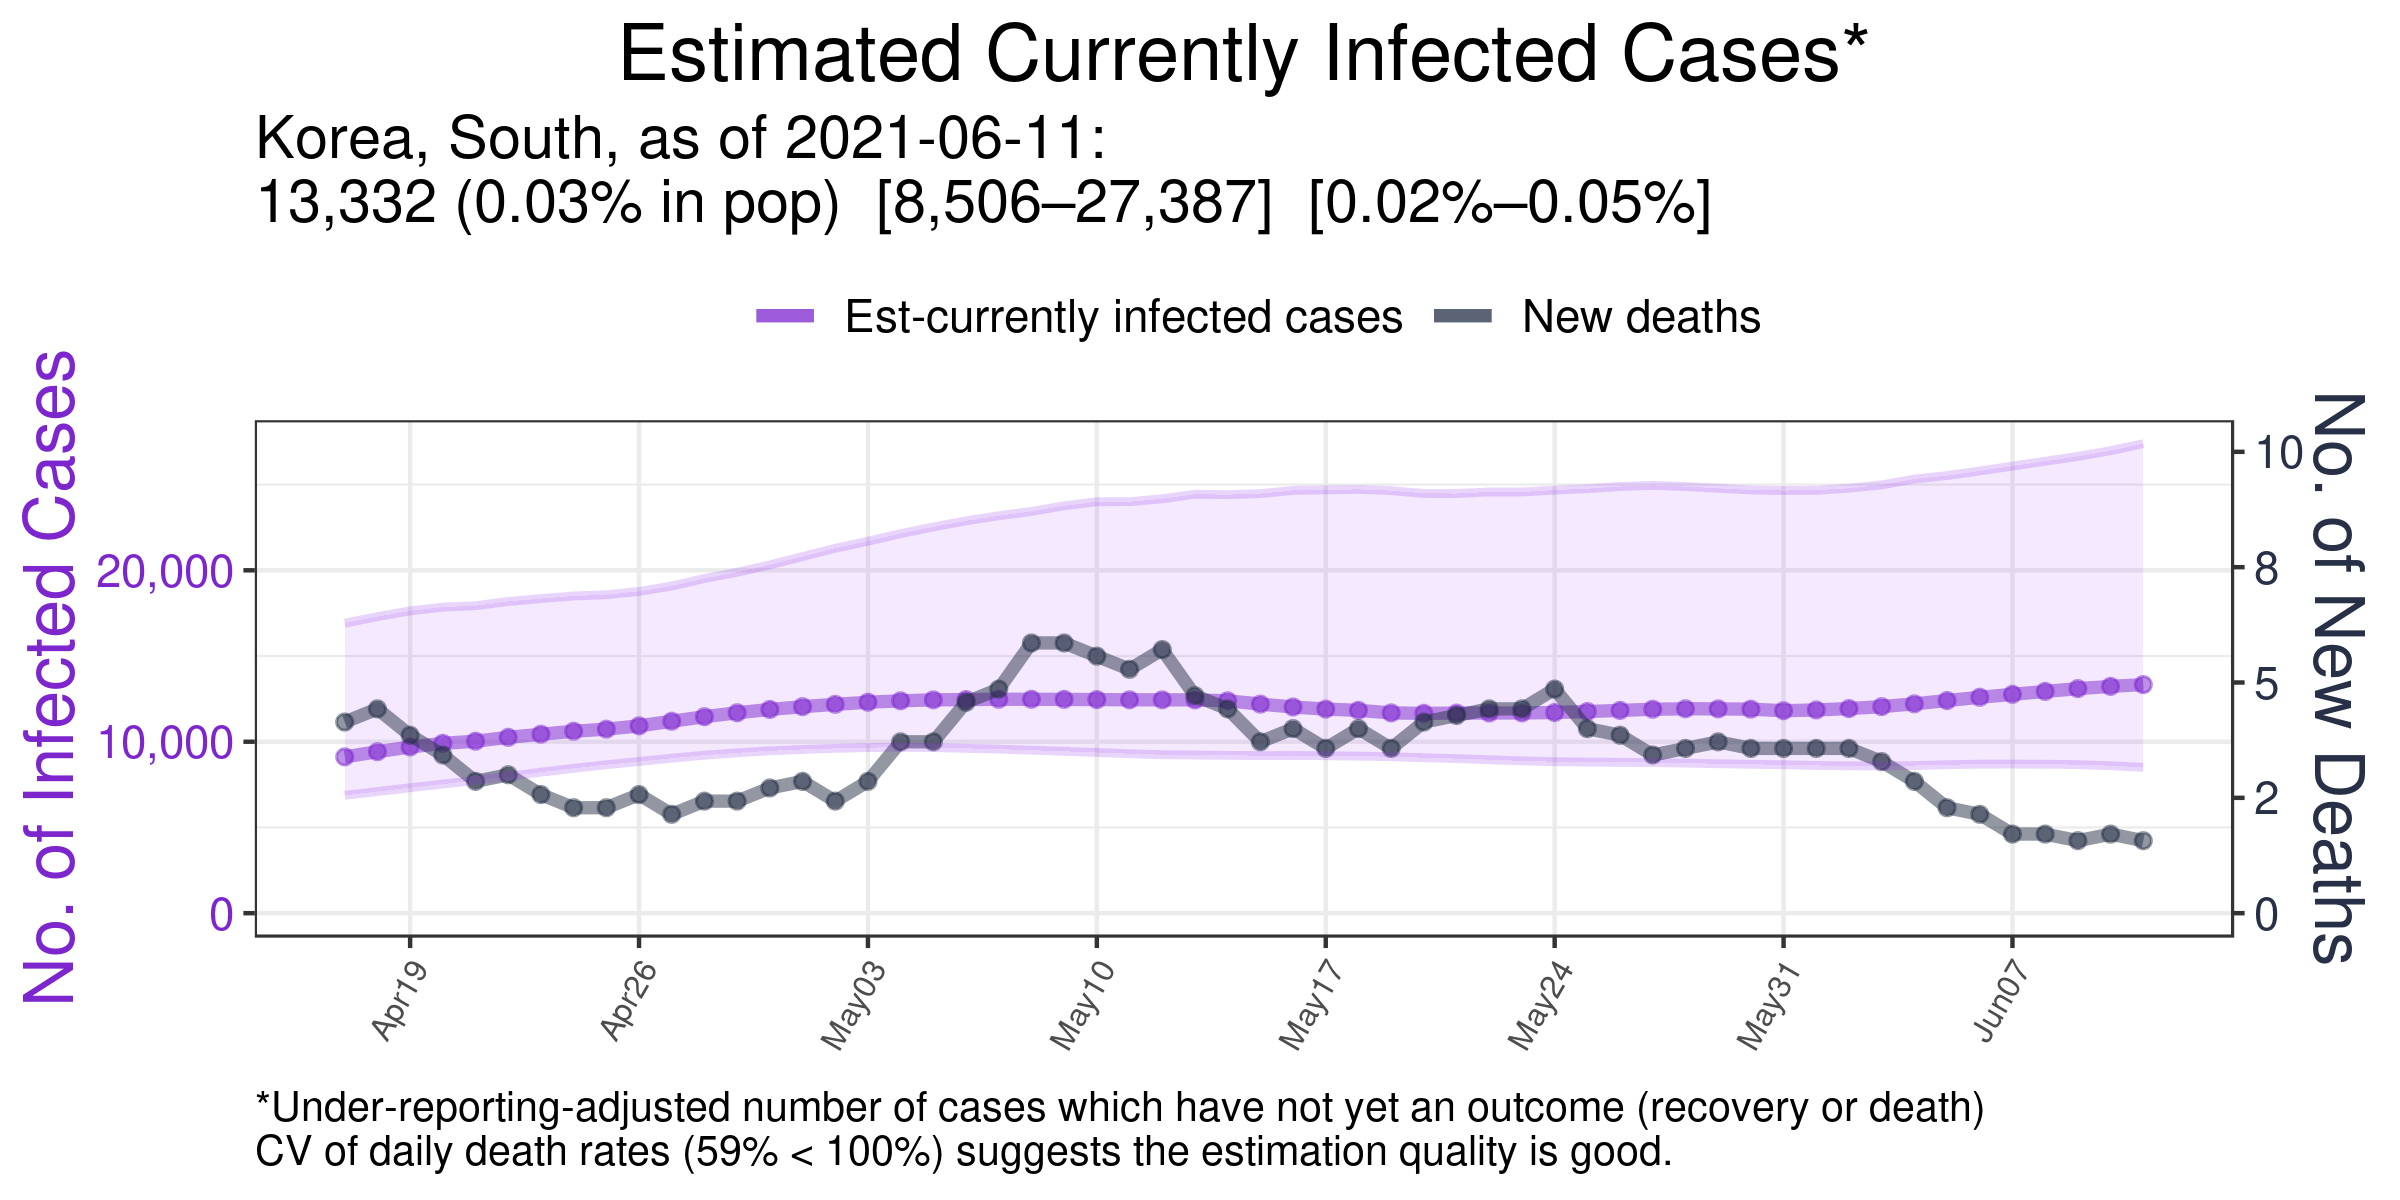 Estimated Currently Infected Cases*
Korea, South, as of 2021-06-11:
13,332 (0.03% in pop)  [8,506–27,387]  [0.02%–0.05%]
Est-currently infected cases
New deaths
No. of Infected Cases
20,000
10,000
0
10
8
5
2
0
No. of New Deaths
Apr19
Apr26
May03
May10
May17
May24
May31
Jun07
*Under-reporting-adjusted number of cases which have not yet an outcome (recovery or death)
CV of daily death rates (59% < 100%) suggests the estimation quality is good.